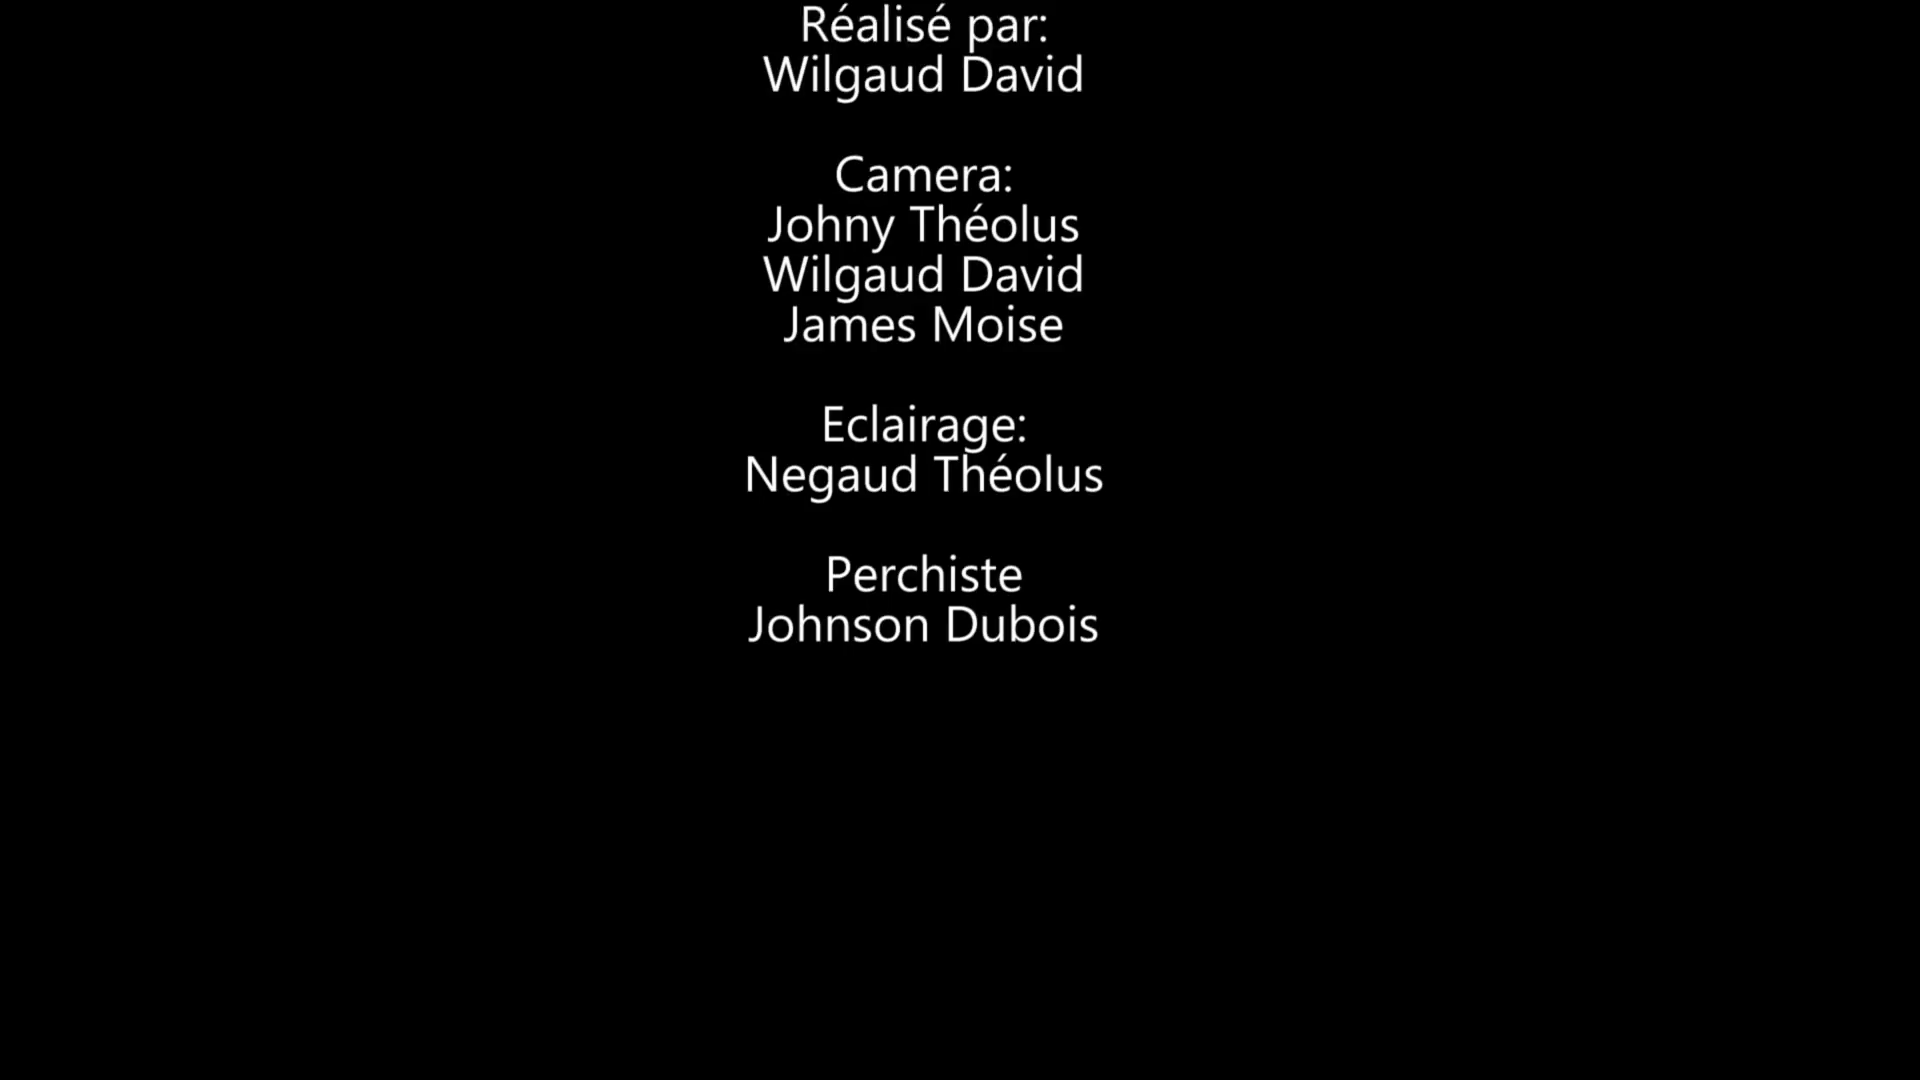 Réalisé par:
Wilgaud David
Camera:
Johny Théolus
Wilgaud David
James Moise
Eclairage:
Negaud Théolus
Perchiste
Johnson Dubois